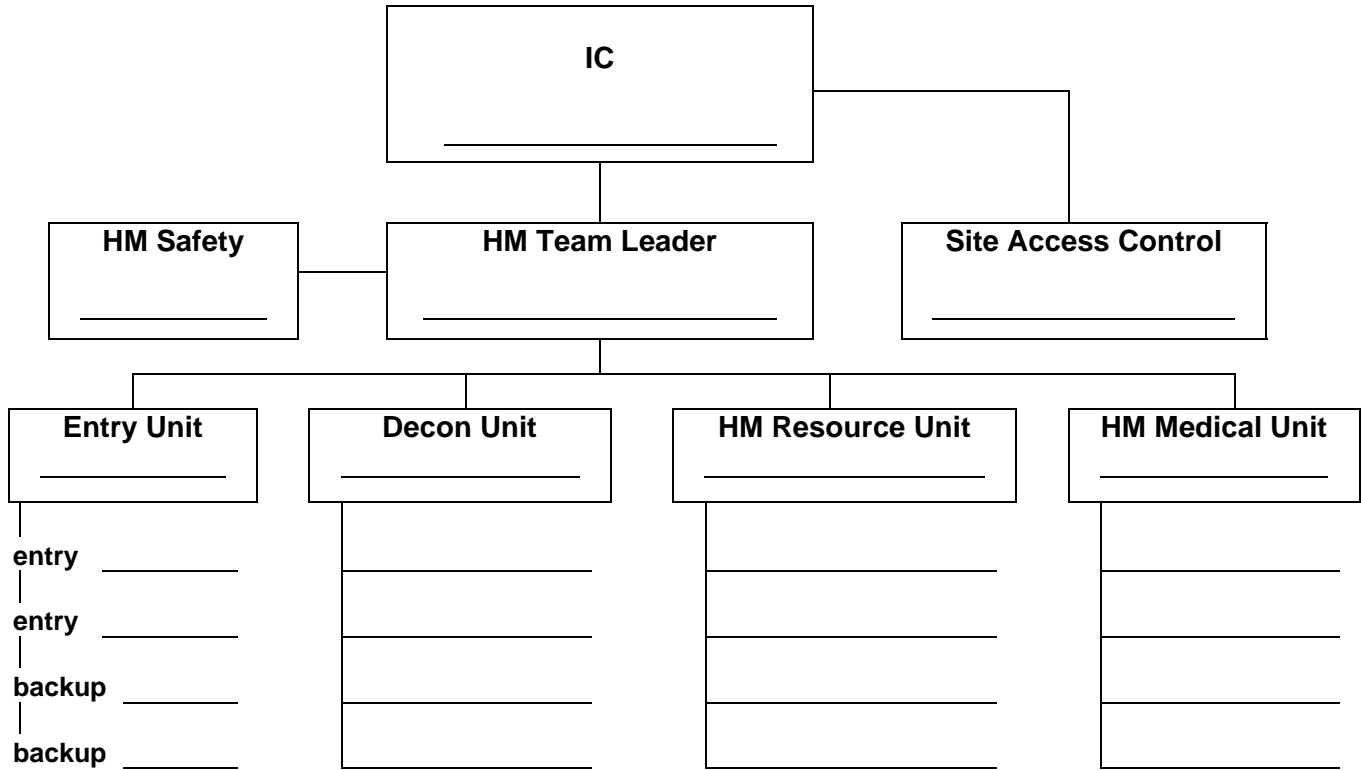 IC
HM Safety
HM Team Leader
Site Access Control
Entry Unit
Decon Unit
HM Resource Unit
HM Medical Unit
entry
entry
backup
backup